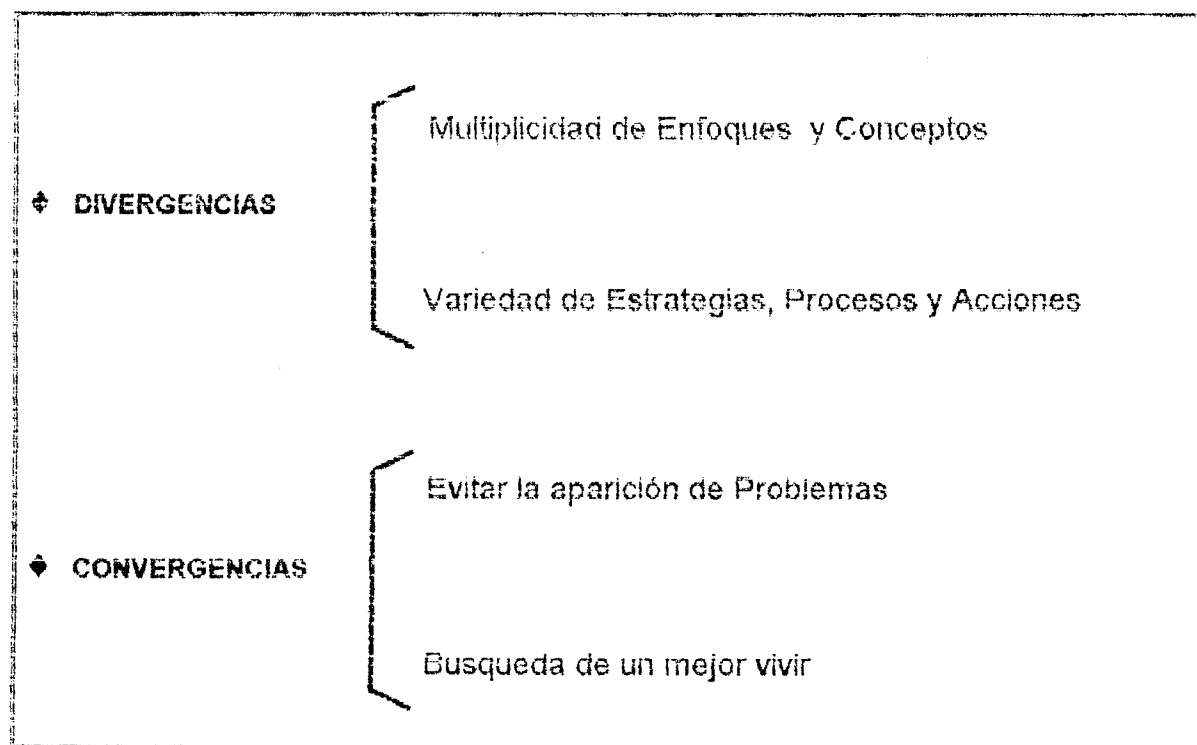 Multiplicidad de Enfoques y Conceptos
DIVERGENCIAS
Variedad de Estrategias, Procesos y Acciones
Evitar la aparición de Problemas
CONVERGENCIAS
Busqueda de un mejor vivir